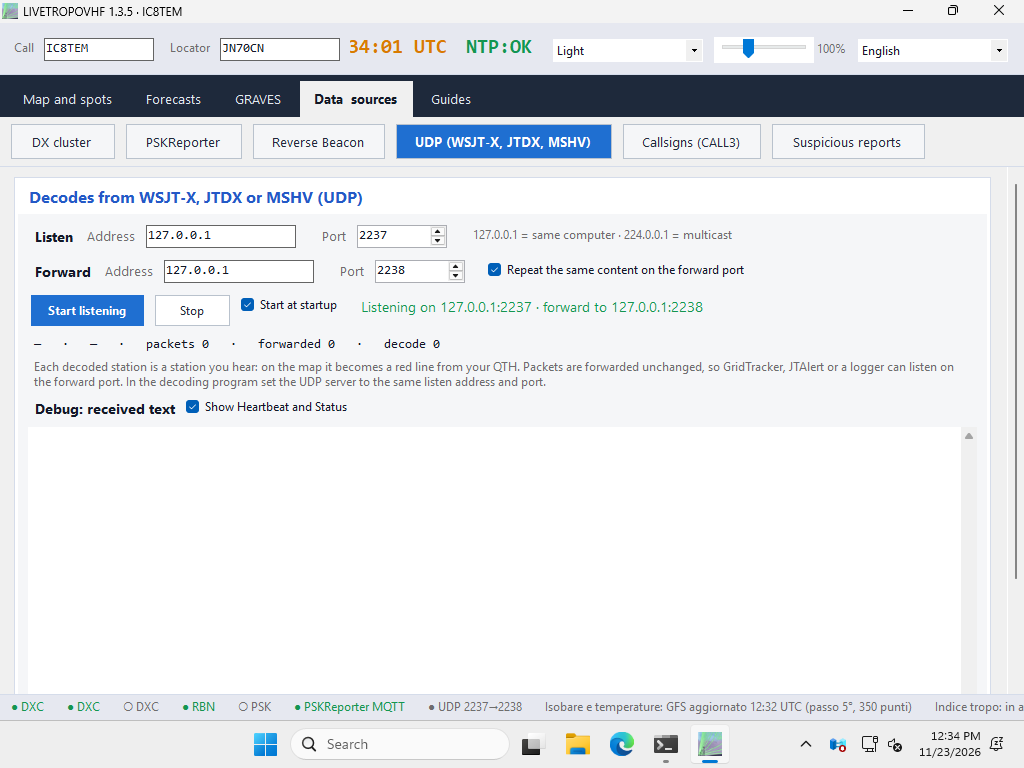 LIVETROPOVHF 1.3.5 · IC8TEM
Call IC8TEM Locator JN70CN 34:01 UTC NTP:OK Light 100% English
Map and spots Forecasts GRAVES Data sources Guides
DX cluster PSKReporter Reverse Beacon UDP (WSJT-X, JTDX, MSHV) Callsigns (CALL3) Suspicious reports
Decodes from WSJT-X, JTDX or MSHV (UDP)
Listen Address 127.0.0.1 Port 2237 127.0.0.1 = same computer · 224.0.0.1 = multicast
Forward Address 127.0.0.1 Port 2238 Repeat the same content on the forward port
Start listening Stop Start at startup Listening on 127.0.0.1:2237 · forward to 127.0.0.1:2238
— · — · packets 0 · forwarded 0 · decode 0
Each decoded station is a station you hear: on the map it becomes a red line from your QTH. Packets are forwarded unchanged, so GridTracker, JTAlert or a logger can listen on
the forward port. In the decoding program set the UDP server to the same listen address and port.
Debug: received text Show Heartbeat and Status
● DXC ● DXC ○ DXC ● RBN ○ PSK ● PSKReporter MQTT ● UDP 2237→2238 Isobare e temperature: GFS aggiornato 12:32 UTC (passo 5°, 350 punti) Indice tropo: in a
Search
12:34 PM
11/23/2026